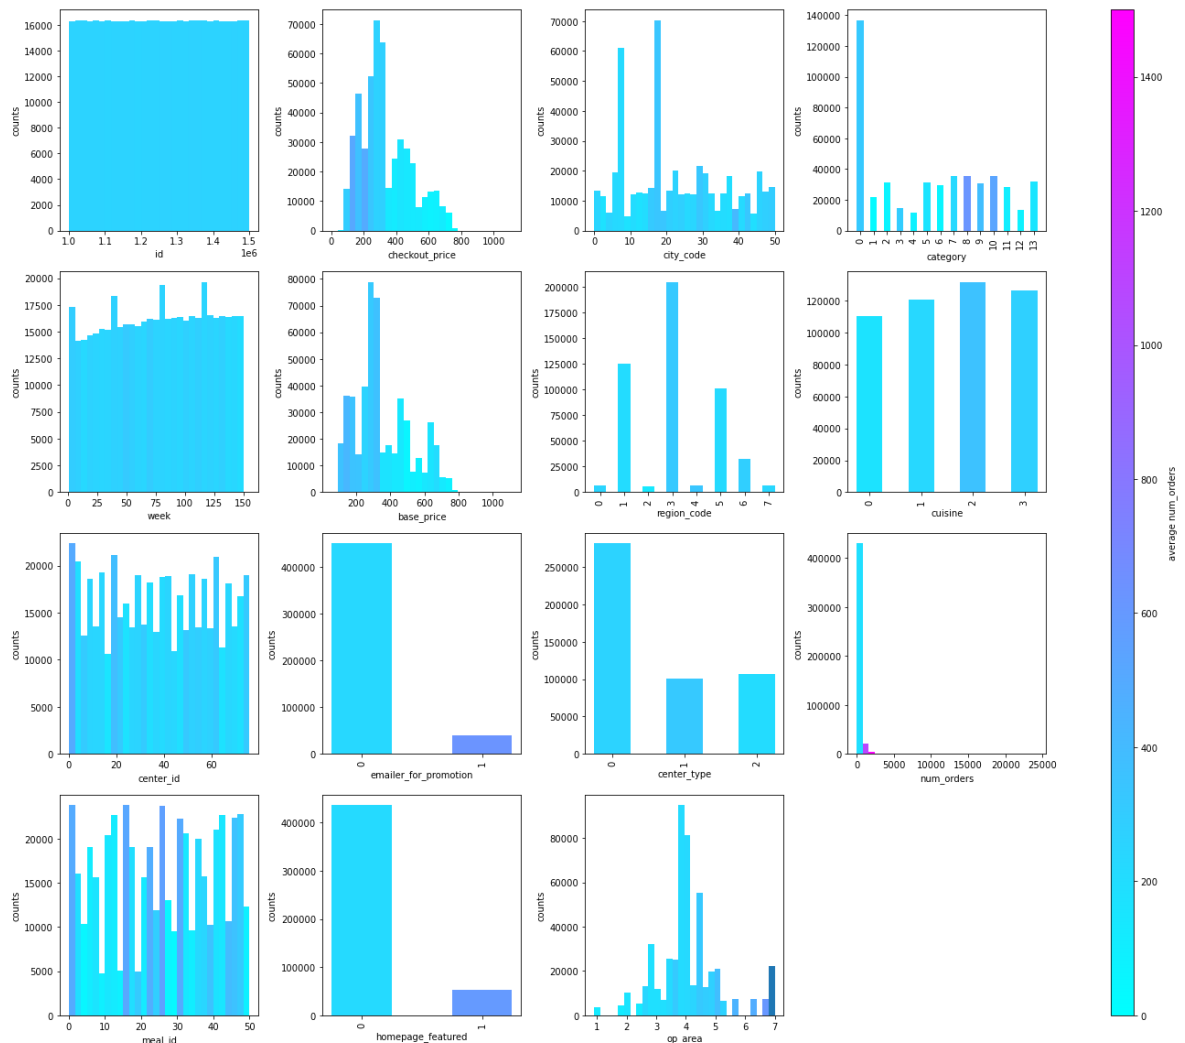 16000
14000
12000
10000
8000
6000
4000
2000
0
counts
1.0 1.1 1.2 1.3 1.4 1.5
1e6
id
70000
60000
50000
40000
30000
20000
10000
0
counts
0 200 400 600 800 1000
checkout_price
70000
60000
50000
40000
30000
20000
10000
0
counts
0 10 20 30 40 50
city_code
140000
120000
100000
80000
60000
40000
20000
0
counts
0 1 2 3 4 5 6 7 8 9 10 11 12 13
category
20000
17500
15000
12500
10000
7500
5000
2500
0
counts
0 25 50 75 100 125 150
week
80000
70000
60000
50000
40000
30000
20000
10000
0
counts
200 400 600 800 1000
base_price
200000
175000
150000
125000
100000
75000
50000
25000
0
counts
0 1 2 3 4 5 6 7
region_code
120000
100000
80000
60000
40000
20000
0
counts
0 1 2 3
cuisine
20000
15000
10000
5000
0
counts
0 20 40 60
center_id
400000
300000
200000
100000
0
counts
0 1
emailer_for_promotion
250000
200000
150000
100000
50000
0
counts
0 1 2
center_type
400000
300000
200000
100000
0
counts
0 5000 10000 15000 20000 25000
num_orders
20000
15000
10000
5000
0
counts
0 10 20 30 40 50
meal_id
400000
300000
200000
100000
0
counts
0 1
homepage_featured
80000
60000
40000
20000
0
counts
1 2 3 4 5 6 7
op_area
1400
1200
1000
800
600
400
200
0
average num_orders